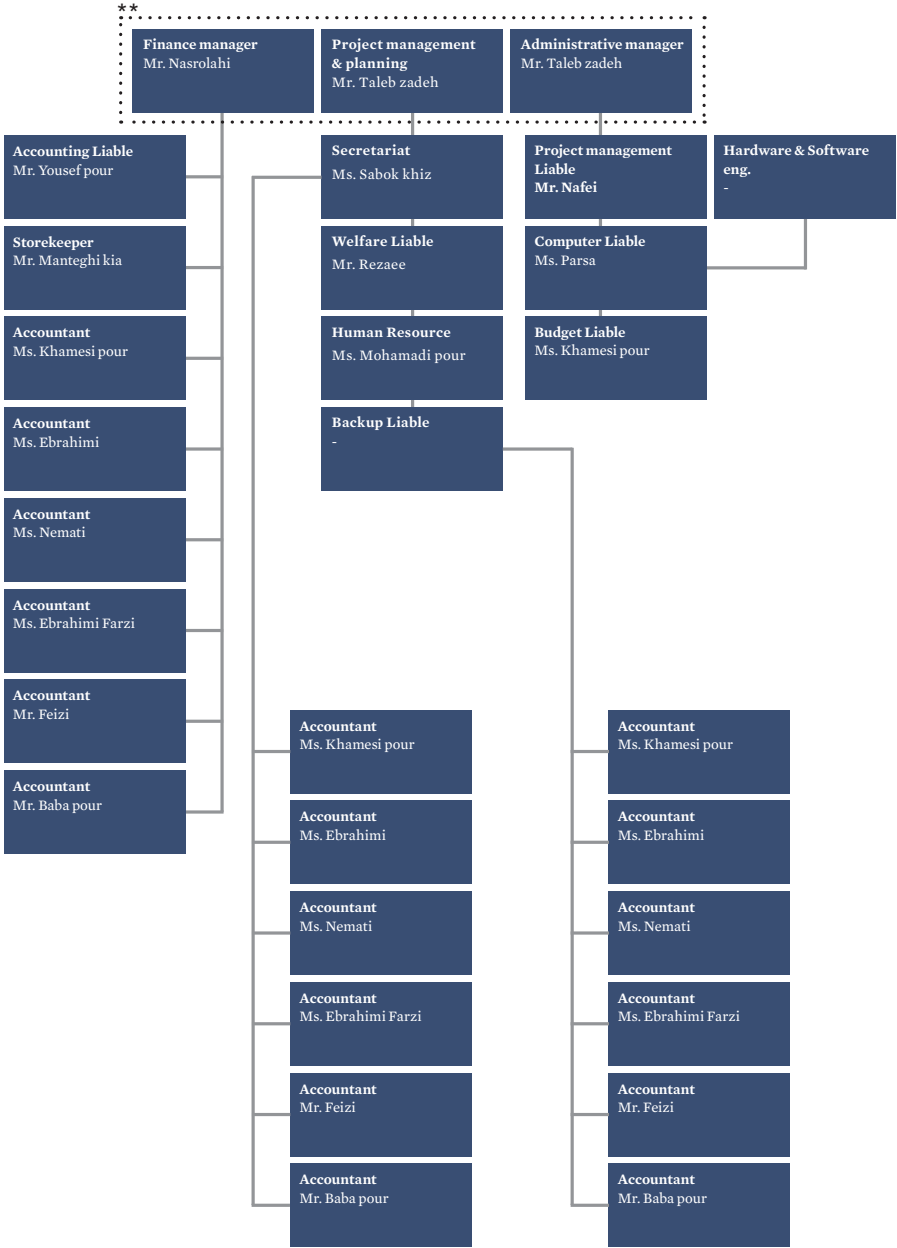 **
Finance manager
Mr. Nasrolahi
Project management
& planning
Mr. Taleb zadeh
Administrative manager
Mr. Taleb zadeh
Accounting Liable
Mr. Yousef pour
Storekeeper
Mr. Manteghi kia
Accountant
Ms. Khamesi pour
Accountant
Ms. Ebrahimi
Accountant
Ms. Nemati
Accountant
Ms. Ebrahimi Farzi
Accountant
Mr. Feizi
Accountant
Mr. Baba pour
Secretariat
Ms. Sabok khiz
Welfare Liable
Mr. Rezaee
Human Resource
Ms. Mohamadi pour
Backup Liable
-
Project management
Liable
Mr. Nafei
Computer Liable
Ms. Parsa
Budget Liable
Ms. Khamesi pour
Hardware & Software
eng.
-
Accountant
Ms. Khamesi pour
Accountant
Ms. Ebrahimi
Accountant
Ms. Nemati
Accountant
Ms. Ebrahimi Farzi
Accountant
Mr. Feizi
Accountant
Mr. Baba pour
Accountant
Ms. Khamesi pour
Accountant
Ms. Ebrahimi
Accountant
Ms. Nemati
Accountant
Ms. Ebrahimi Farzi
Accountant
Mr. Feizi
Accountant
Mr. Baba pour